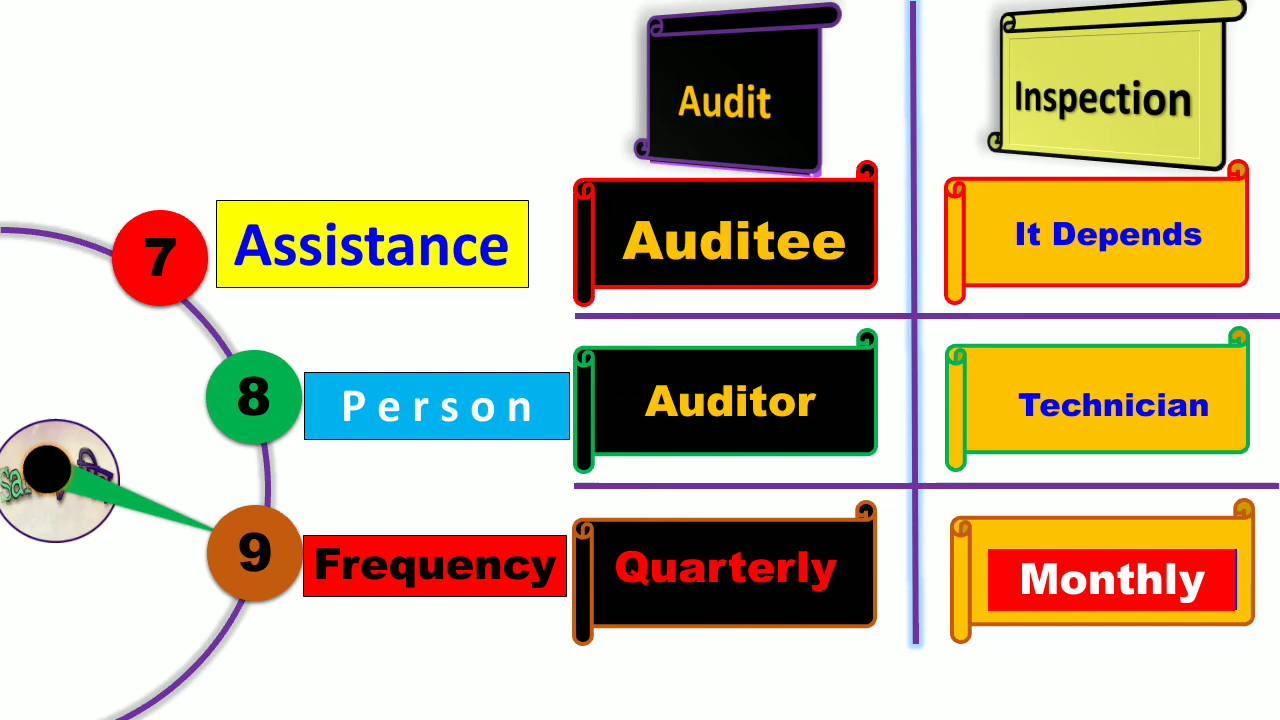 Audit
Inspection
7
Assistance
Auditee
It Depends
8
Person
Auditor
Technician
9
Frequency
Quarterly
Monthly